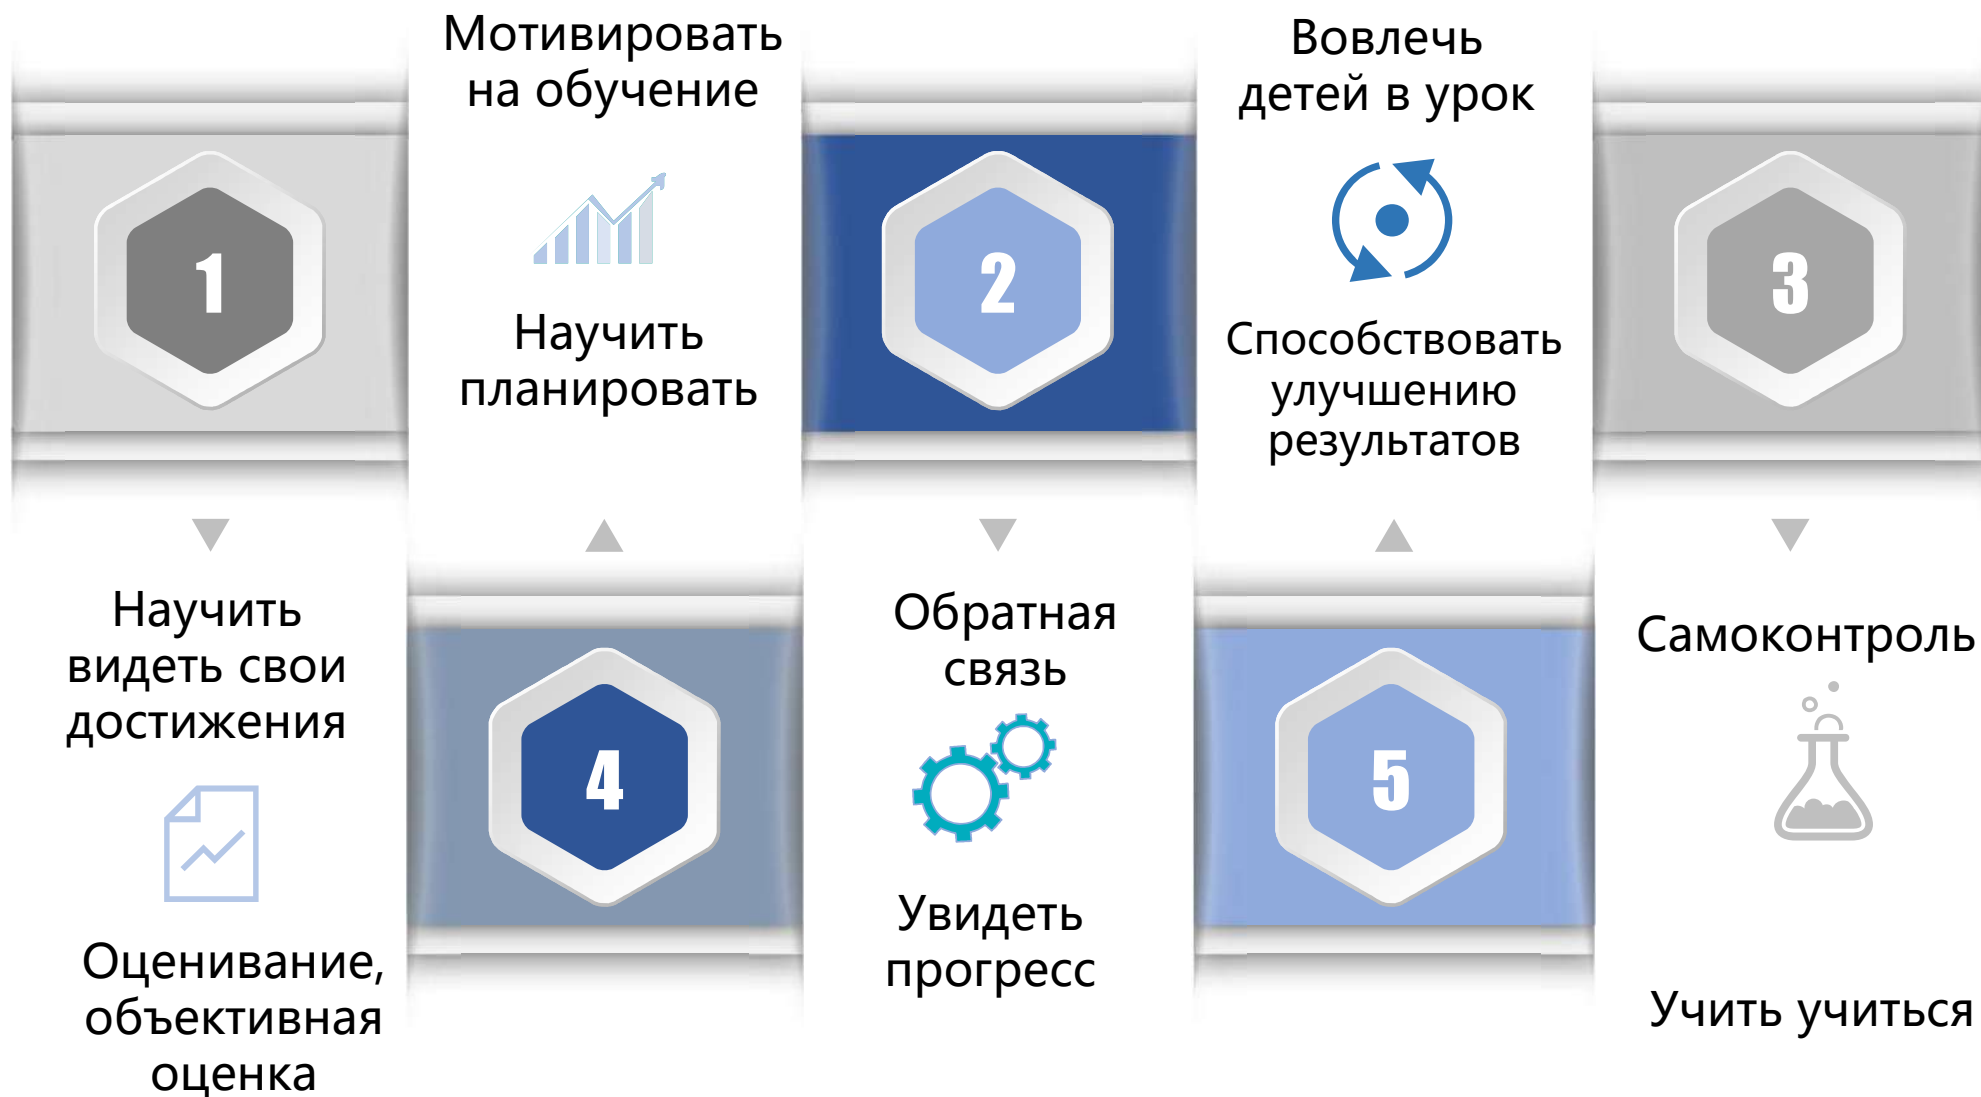 1
Мотивировать
на обучение
Научить
планировать
2
Вовлечь
детей в урок
Способствовать
улучшению
результатов
3
Научить
видеть свои
достижения
Оценивание,
объективная
оценка
4
Обратная
связь
Увидеть
прогресс
5
Самоконтроль
Учить учиться